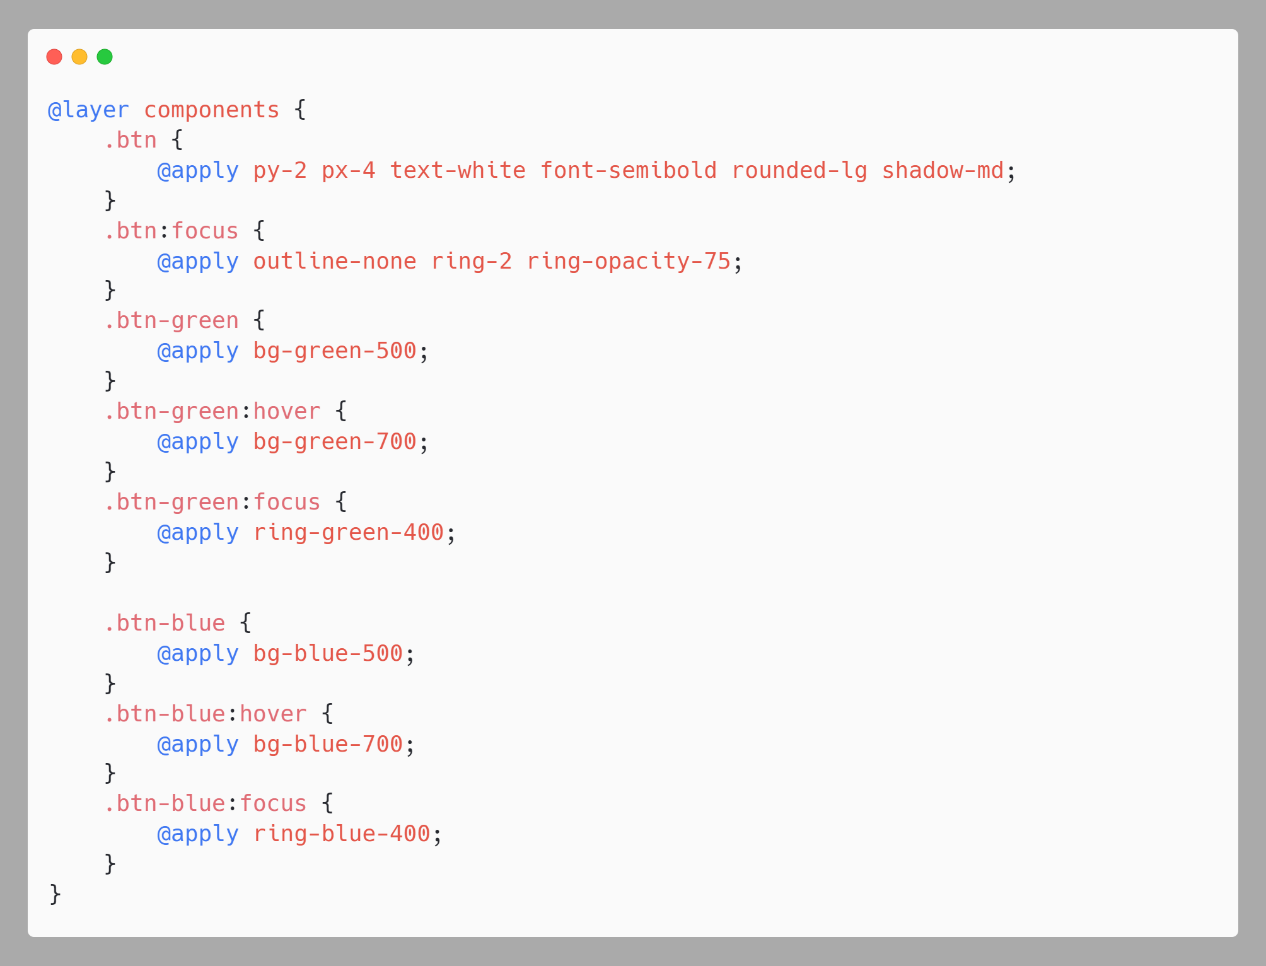 @layer components {
    .btn {
        @apply py-2 px-4 text-white font-semibold rounded-lg shadow-md;
    }
    .btn:focus {
        @apply outline-none ring-2 ring-opacity-75;
    }
    .btn-green {
        @apply bg-green-500;
    }
    .btn-green:hover {
        @apply bg-green-700;
    }
    .btn-green:focus {
        @apply ring-green-400;
    }

    .btn-blue {
        @apply bg-blue-500;
    }
    .btn-blue:hover {
        @apply bg-blue-700;
    }
    .btn-blue:focus {
        @apply ring-blue-400;
    }
}